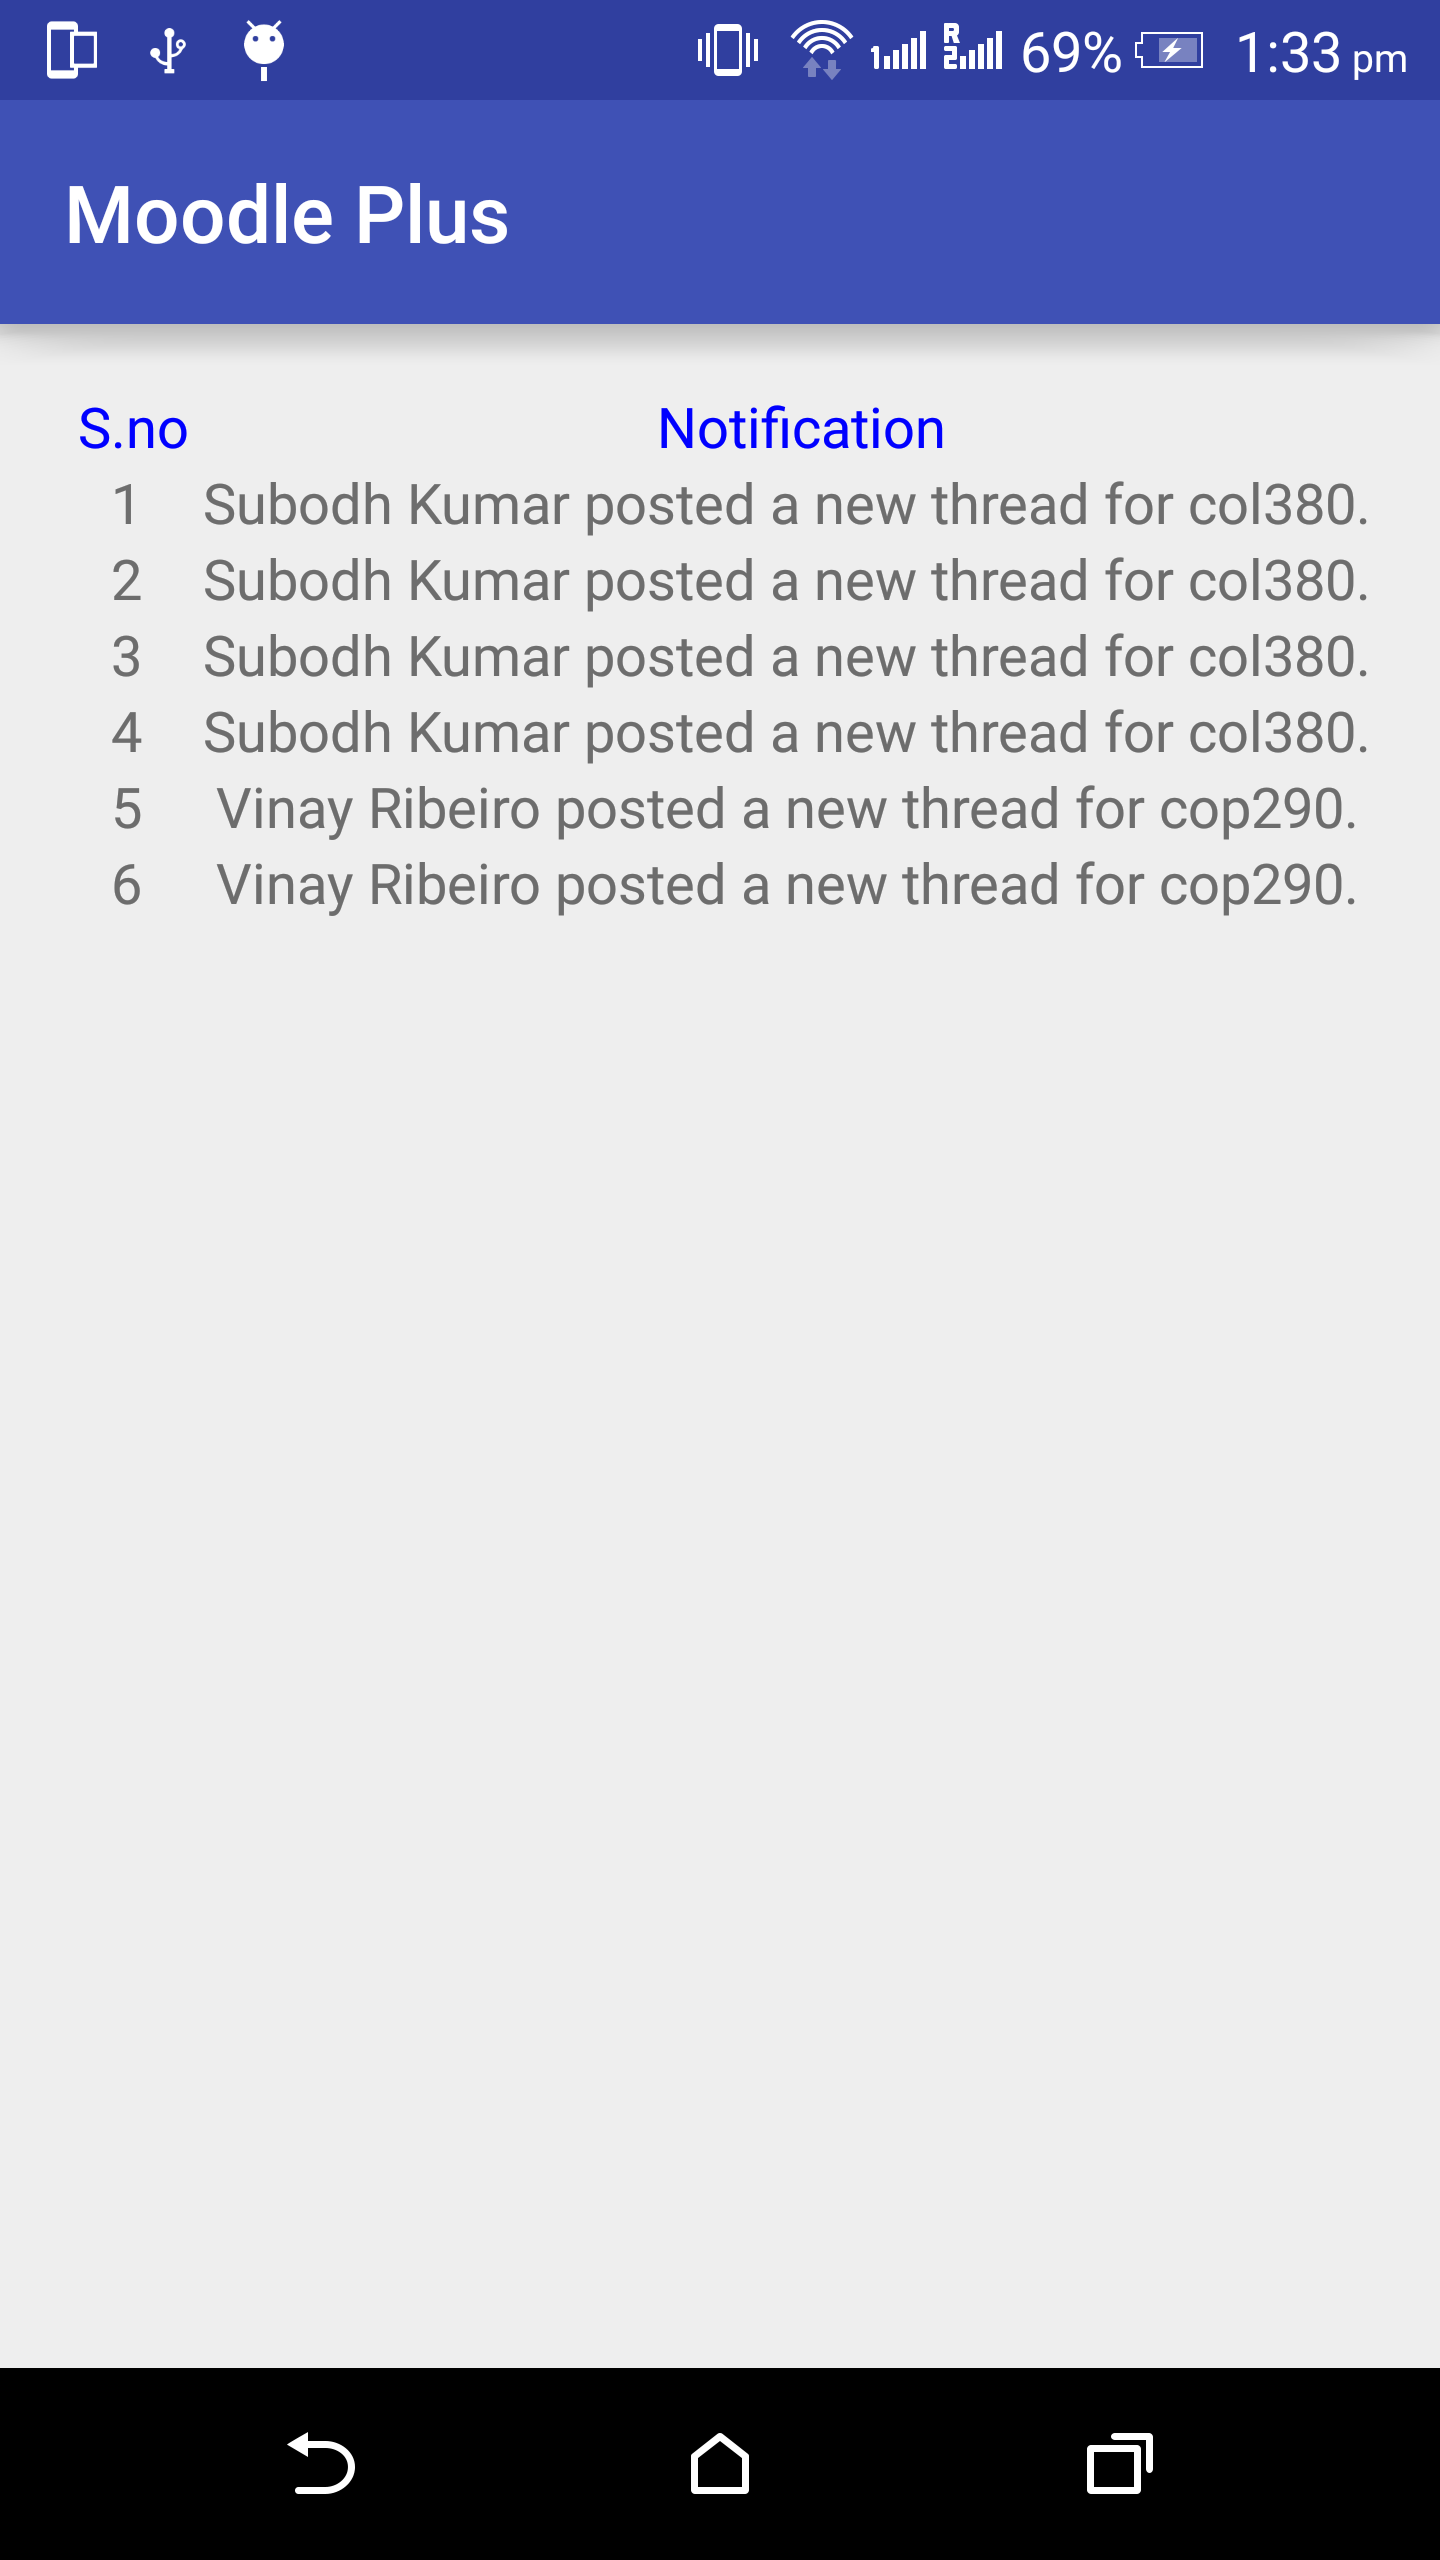 69% 1:33 pm
Moodle Plus
S.no Notification
1 Subodh Kumar posted a new thread for col380.
2 Subodh Kumar posted a new thread for col380.
3 Subodh Kumar posted a new thread for col380.
4 Subodh Kumar posted a new thread for col380.
5 Vinay Ribeiro posted a new thread for cop290.
6 Vinay Ribeiro posted a new thread for cop290.